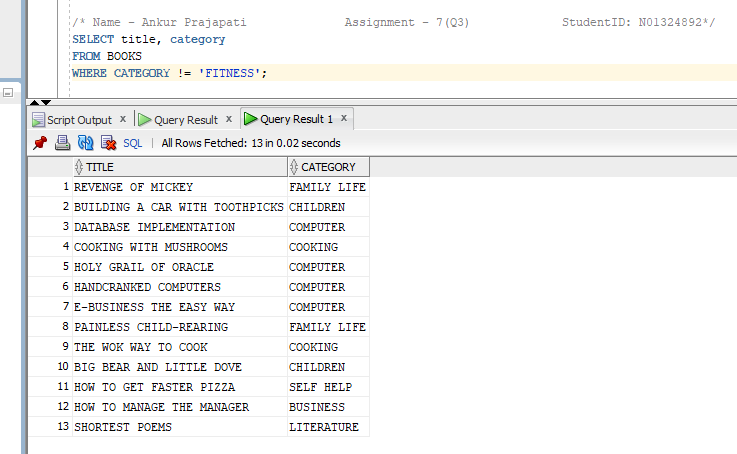 /* Name - Ankur Prajapati Assignment - 7(Q3) StudentID: N01324892*/
SELECT title, category
FROM BOOKS
WHERE CATEGORY != 'FITNESS';
Script Output x Query Result x Query Result 1 x
SQL | All Rows Fetched: 13 in 0.02 seconds
TITLE CATEGORY
1 REVENGE OF MICKEY FAMILY LIFE
2 BUILDING A CAR WITH TOOTHPICKS CHILDREN
3 DATABASE IMPLEMENTATION COMPUTER
4 COOKING WITH MUSHROOMS COOKING
5 HOLY GRAIL OF ORACLE COMPUTER
6 HANDCRANKED COMPUTERS COMPUTER
7 E-BUSINESS THE EASY WAY COMPUTER
8 PAINLESS CHILD-REARING FAMILY LIFE
9 THE WOK WAY TO COOK COOKING
10 BIG BEAR AND LITTLE DOVE CHILDREN
11 HOW TO GET FASTER PIZZA SELF HELP
12 HOW TO MANAGE THE MANAGER BUSINESS
13 SHORTEST POEMS LITERATURE